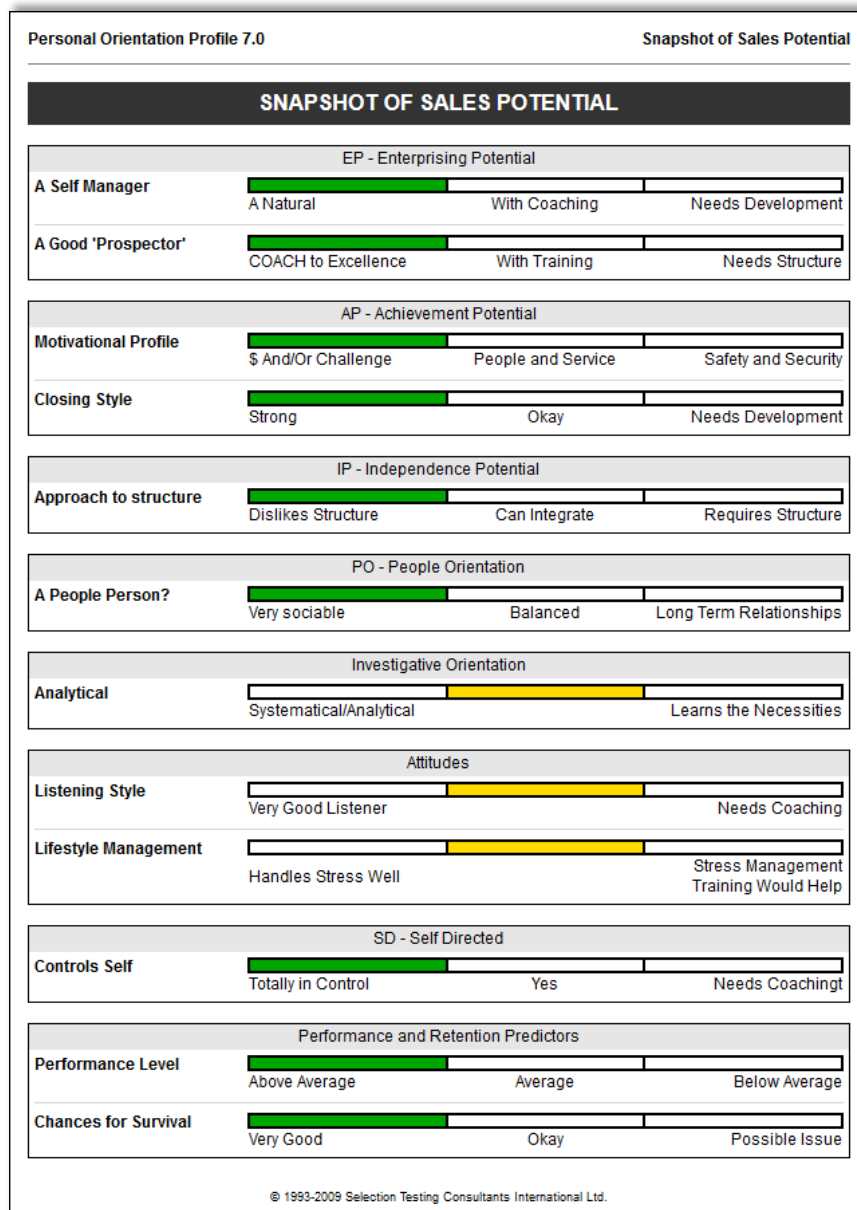 Personal Orientation Profile 7.0 Snapshot of Sales Potential
SNAPSHOT OF SALES POTENTIAL
EP - Enterprising Potential
A Self Manager
A Natural With Coaching Needs Development
A Good 'Prospector'
COACH to Excellence With Training Needs Structure
AP - Achievement Potential
Motivational Profile
$ And/Or Challenge People and Service Safety and Security
Closing Style
Strong Okay Needs Development
IP - Independence Potential
Approach to structure
Dislikes Structure Can Integrate Requires Structure
PO - People Orientation
A People Person?
Very sociable Balanced Long Term Relationships
Investigative Orientation
Analytical
Systematical/Analytical Learns the Necessities
Attitudes
Listening Style
Very Good Listener Needs Coaching
Lifestyle Management
Handles Stress Well Stress Management
Training Would Help
SD - Self Directed
Controls Self
Totally in Control Yes Needs Coachingt
Performance and Retention Predictors
Performance Level
Above Average Average Below Average
Chances for Survival
Very Good Okay Possible Issue
© 1993-2009 Selection Testing Consultants International Ltd.